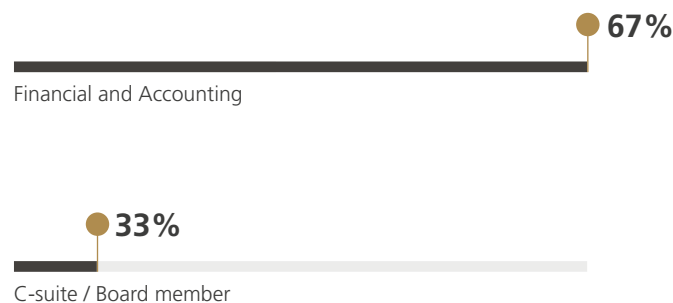 67%
Financial and Accounting
33%
C-suite / Board member